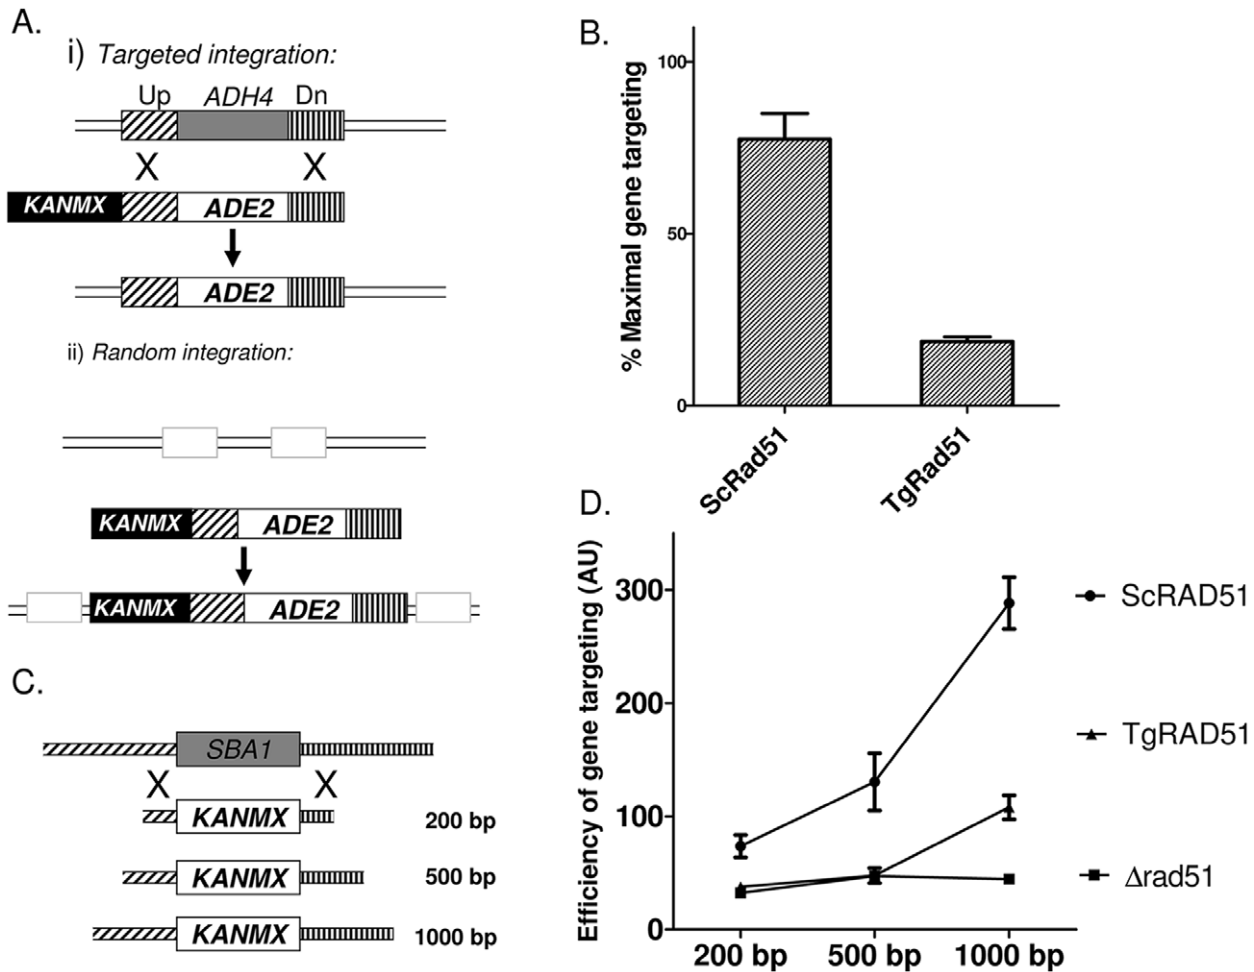 A.
i) Targeted integration:
Up ADH4 Dn
X X
KANMX ADE2
ADE2
ii) Random integration:
KANMX ADE2
KANMX ADE2
B.
% Maximal gene targeting
100
50
0
ScRad51
TgRad51
C.
SBA1
X X
KANMX 200 bp
KANMX 500 bp
KANMX 1000 bp
D.
Efficiency of gene targeting (AU)
300
200
100
0
200 bp 500 bp 1000 bp
ScRAD51
TgRAD51
Δrad51